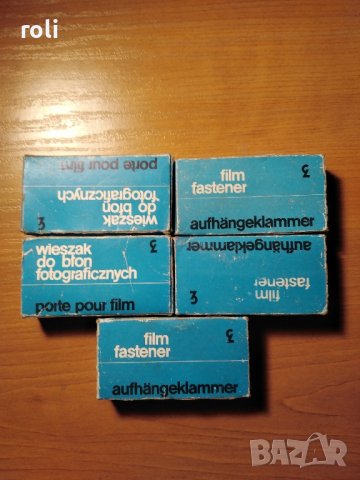 roli
wieszak
do błon
fotograficznych
porte pour film
3
film
fastener
3
aufhängeklammer
wieszak
do błon
fotograficznych
3
porte pour film
film
fastener
3
aufhängeklammer
film
fastener
3
aufhängeklammer
BAZAR